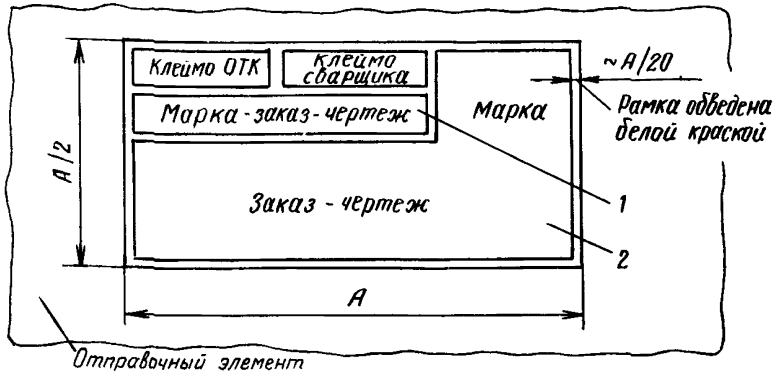 Клеймо ОТК
клеймо
сварщика
~А/20
Марка-заказ-чертеж
Марка
Рамка обведена
белой краской
А/2
Заказ-чертеж
1
2
А
Отправочный элемент